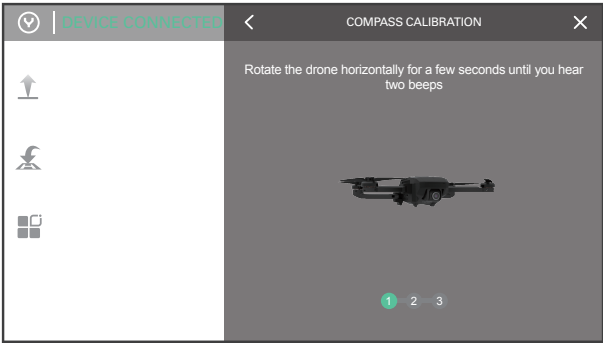 DEVICE CONNECTED
COMPASS CALIBRATION
Rotate the drone horizontally for a few seconds until you hear
two beeps
1 2 3